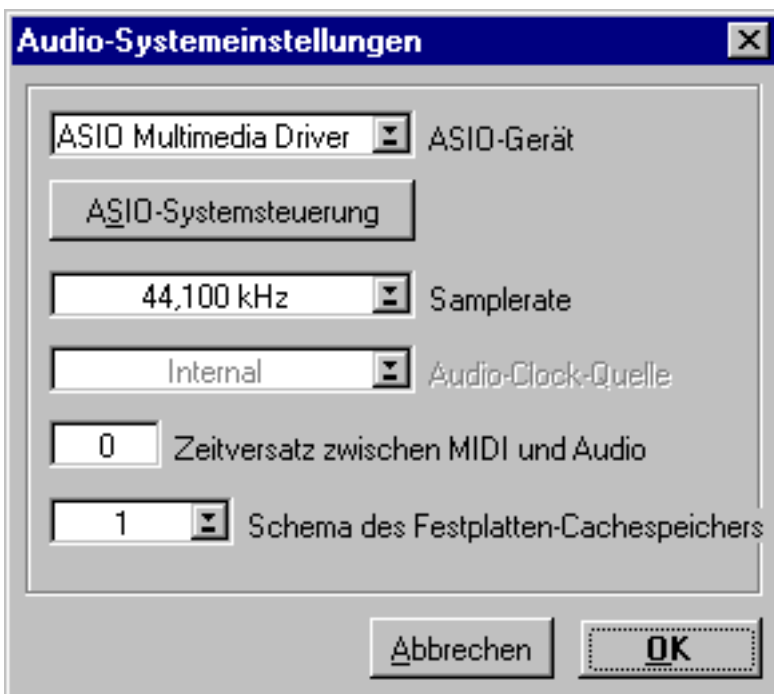 Audio-Systemeinstellungen
ASIO Multimedia Driver ASIO-Gerät
ASIO-Systemsteuerung
44,100 kHz Samplerate
Internal Audio-Clock-Quelle
0 Zeitversatz zwischen MIDI und Audio
1 Schema des Festplatten-Cachespeichers
Abbrechen OK